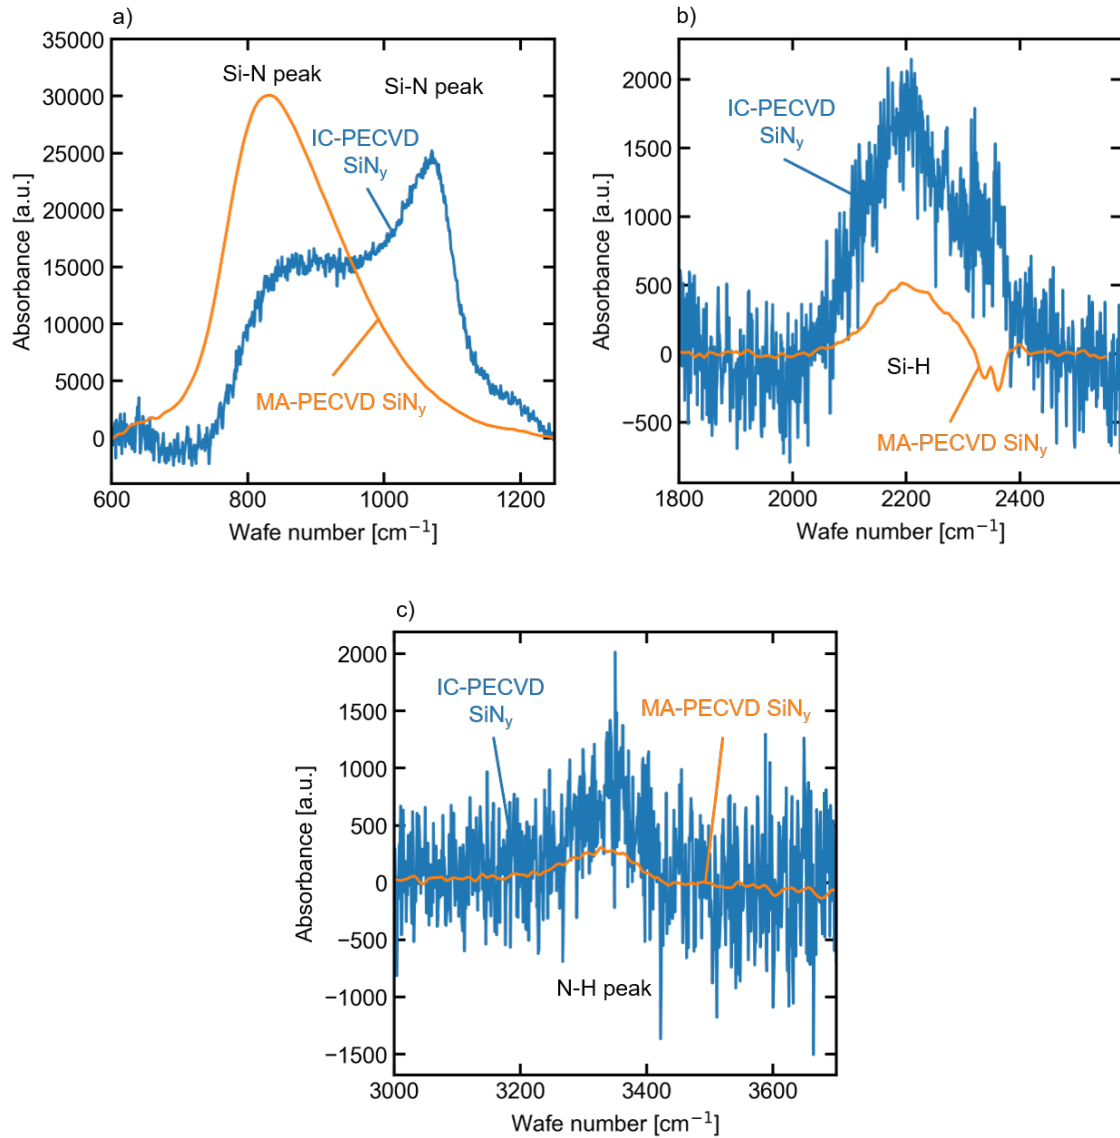 a)
35000
30000
25000
20000
15000
10000
5000
0
Absorbance [a.u.]
Si-N peak
Si-N peak
IC-PECVD
SiNy
MA-PECVD SiNy
600
800
1000
1200
Wafe number [cm⁻¹]
b)
2000
1500
1000
500
0
−500
Absorbance [a.u.]
IC-PECVD
SiNy
Si-H
MA-PECVD SiNy
1800
2000
2200
2400
Wafe number [cm⁻¹]
c)
2000
1500
1000
500
0
−500
−1000
−1500
Absorbance [a.u.]
IC-PECVD
SiNy
MA-PECVD SiNy
N-H peak
3000
3200
3400
3600
Wafe number [cm⁻¹]